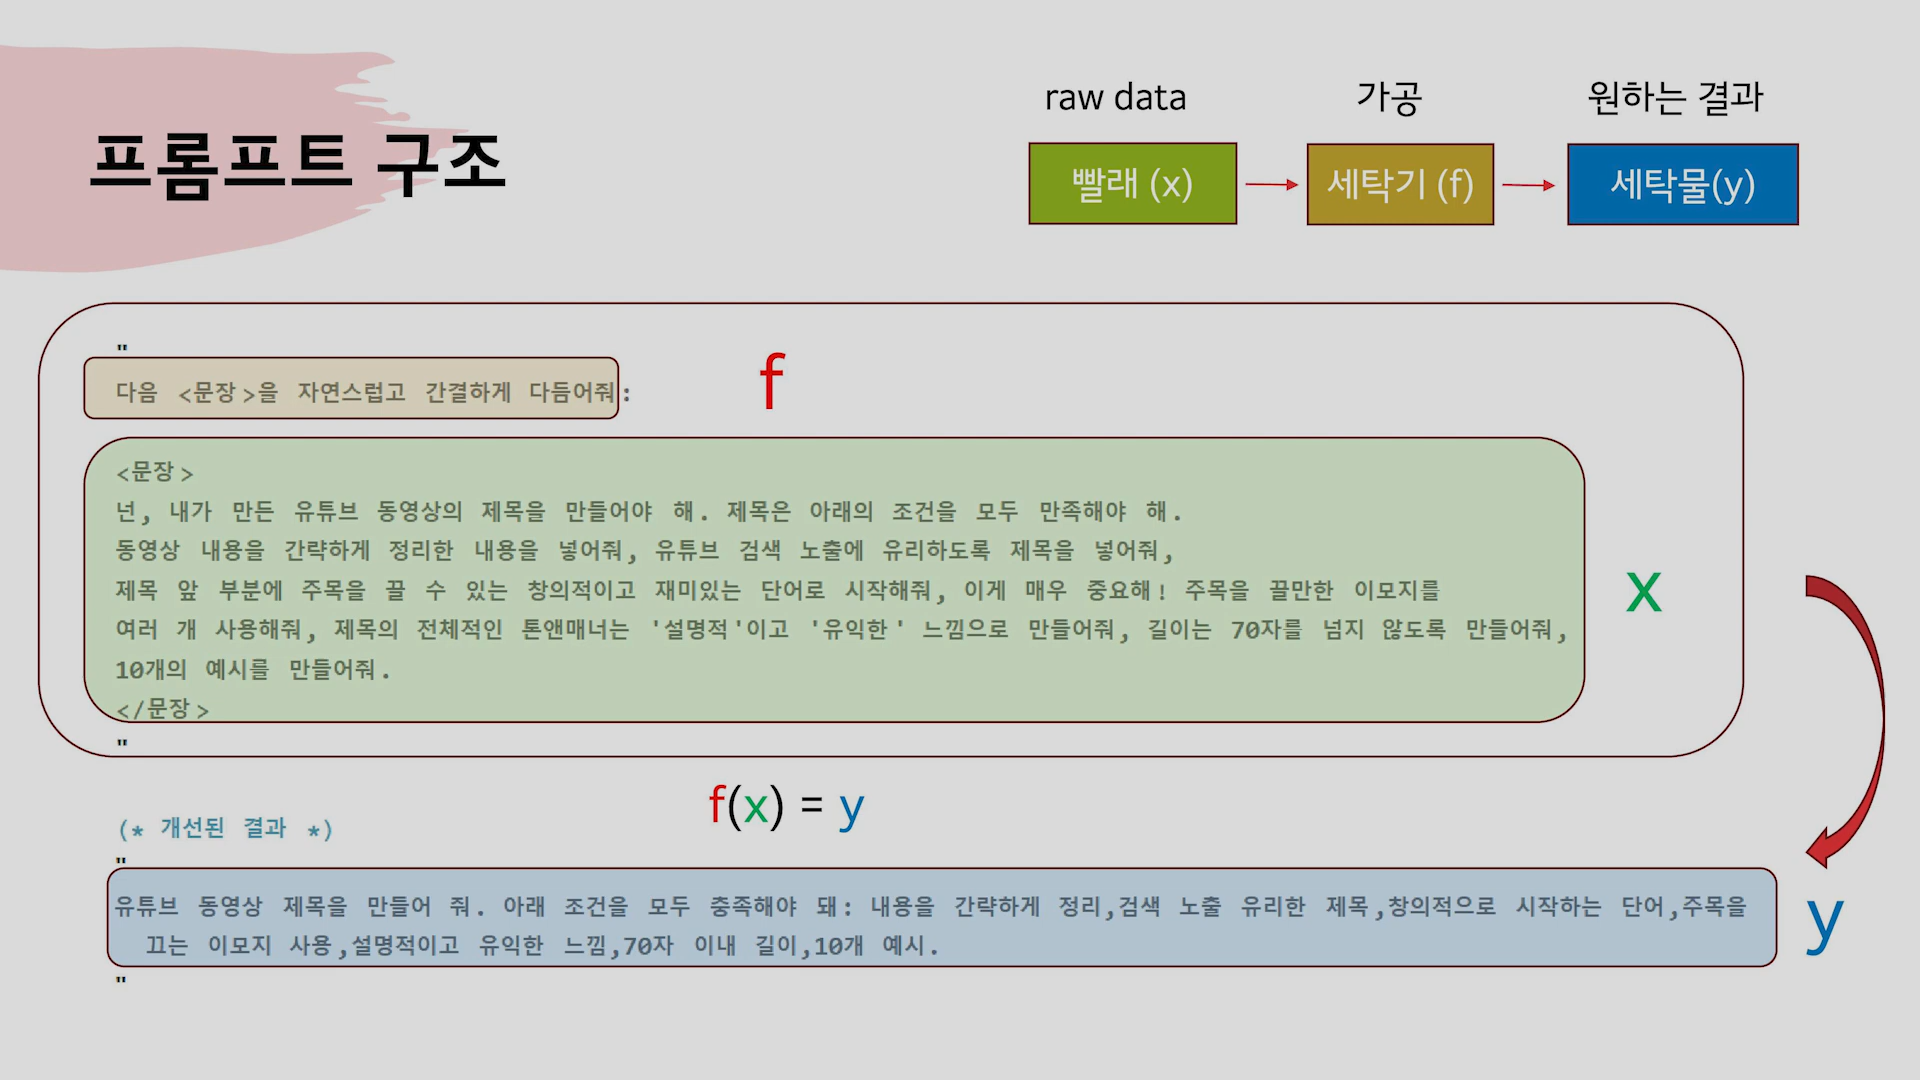 프롬프트 구조
raw data
가공
원하는 결과
빨래 (x)
세탁기 (f)
세탁물(y)
"
다음 <문장>을 자연스럽고 간결하게 다듬어줘:
f
<문장>
넌, 내가 만든 유튜브 동영상의 제목을 만들어야 해. 제목은 아래의 조건을 모두 만족해야 해.
동영상 내용을 간략하게 정리한 내용을 넣어줘, 유튜브 검색 노출에 유리하도록 제목을 넣어줘,
제목 앞 부분에 주목을 끌 수 있는 창의적이고 재미있는 단어로 시작해줘, 이게 매우 중요해! 주목을 끌만한 이모지를
여러 개 사용해줘, 제목의 전체적인 톤앤매너는 '설명적'이고 '유익한' 느낌으로 만들어줘, 길이는 70자를 넘지 않도록 만들어줘,
10개의 예시를 만들어줘.
</문장>
"
x
f(x) = y
(* 개선된 결과 *)
"
유튜브 동영상 제목을 만들어 줘. 아래 조건을 모두 충족해야 돼: 내용을 간략하게 정리,검색 노출 유리한 제목,창의적으로 시작하는 단어,주목을
끄는 이모지 사용,설명적이고 유익한 느낌,70자 이내 길이,10개 예시.
"
y